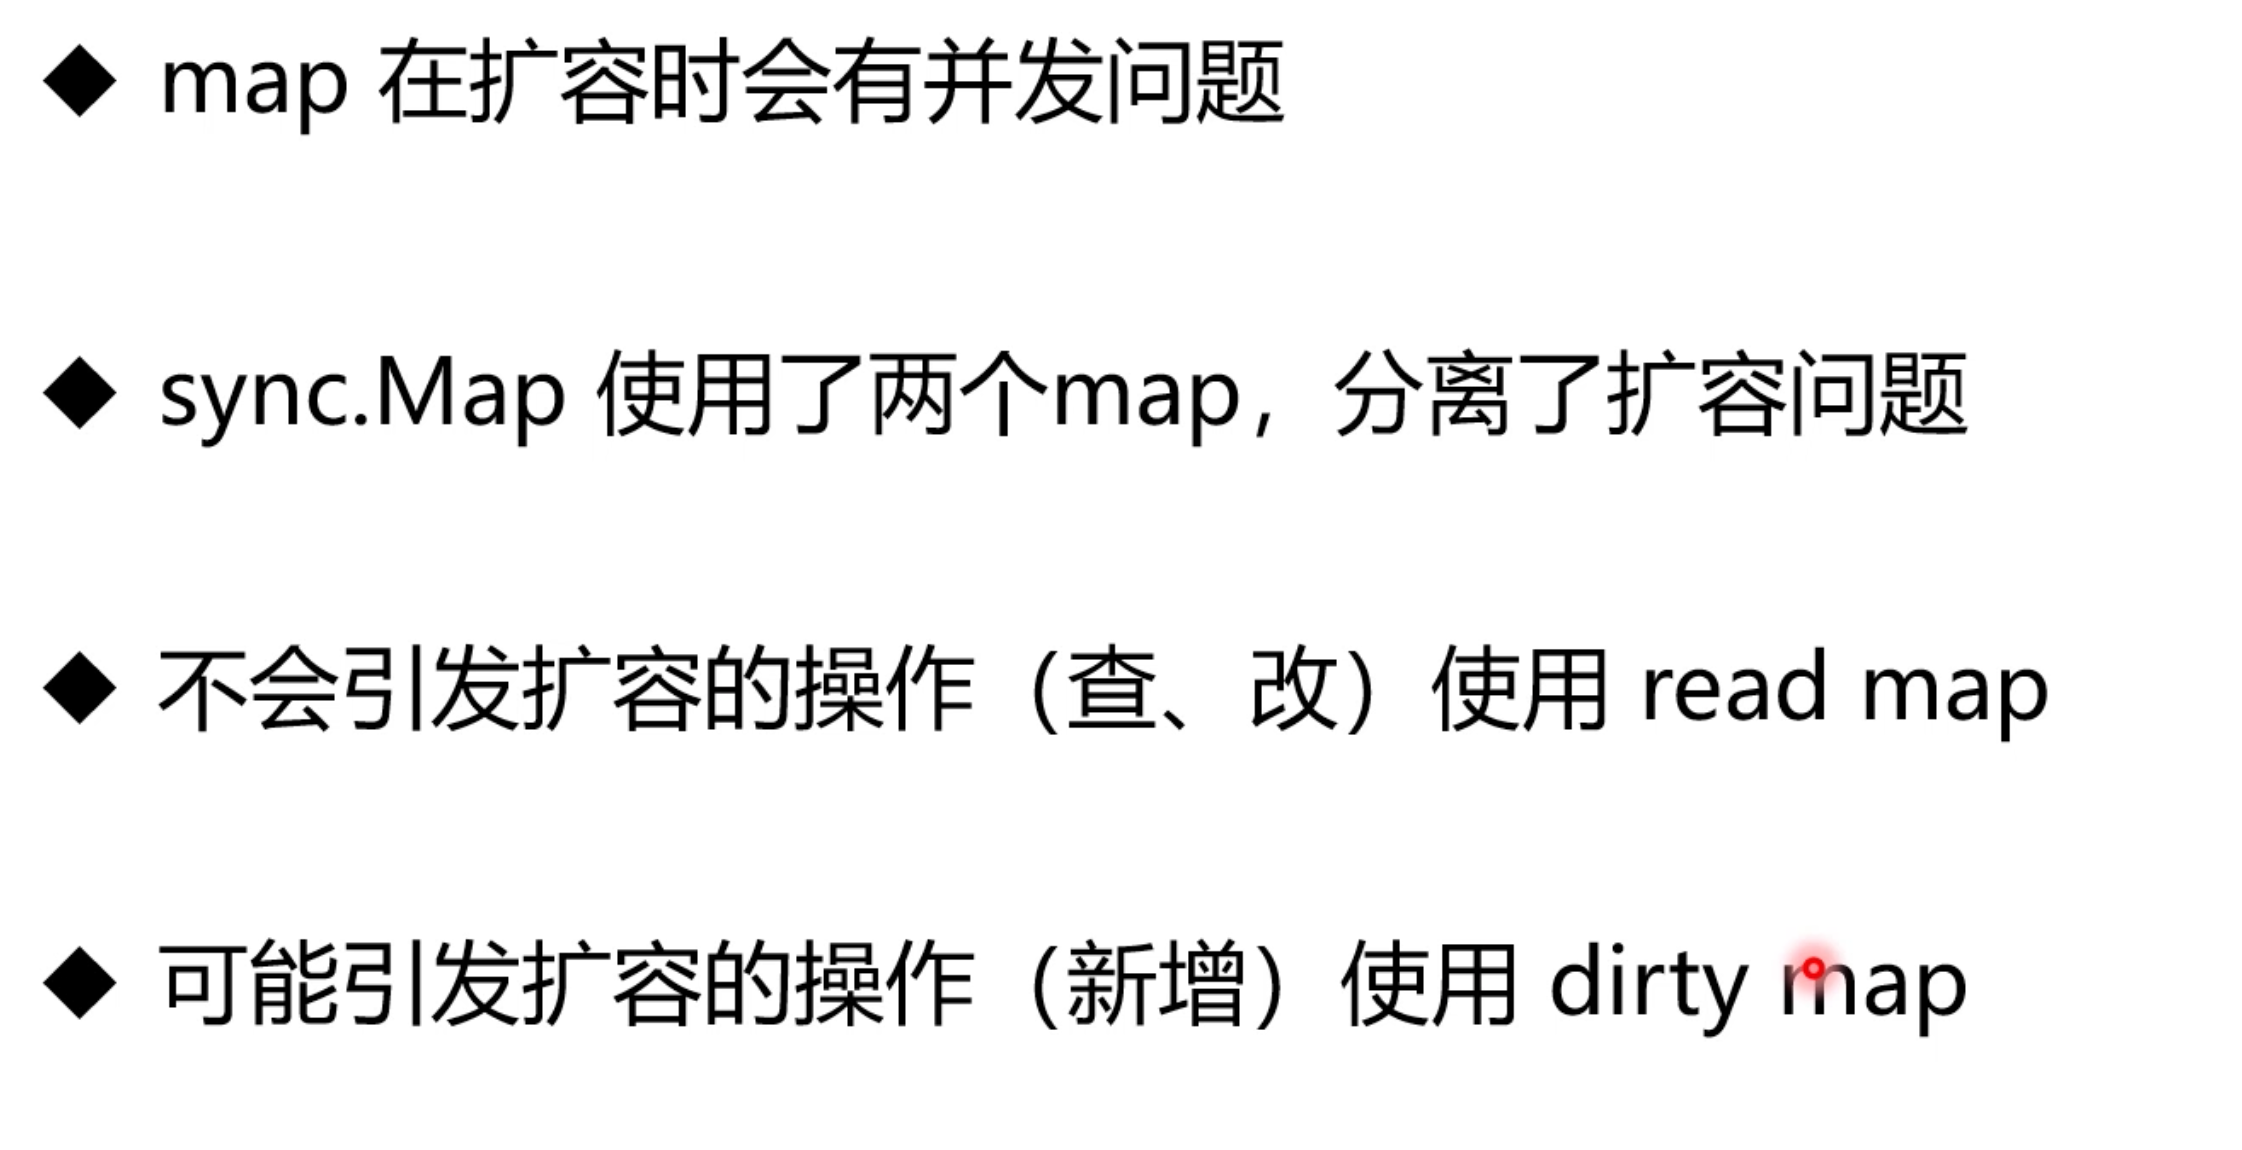 ◆ map 在扩容时会有并发问题
◆ sync.Map 使用了两个map，分离了扩容问题
◆ 不会引发扩容的操作（查、改）使用 read map
◆ 可能引发扩容的操作（新增）使用 dirty map